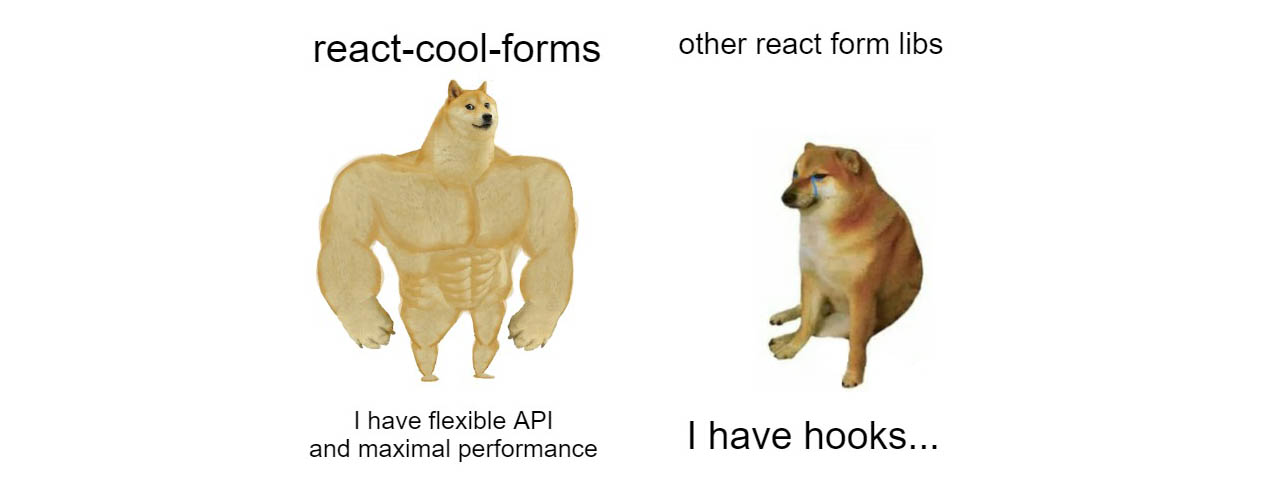 react-cool-forms
other react form libs
I have flexible API
and maximal performance
I have hooks...